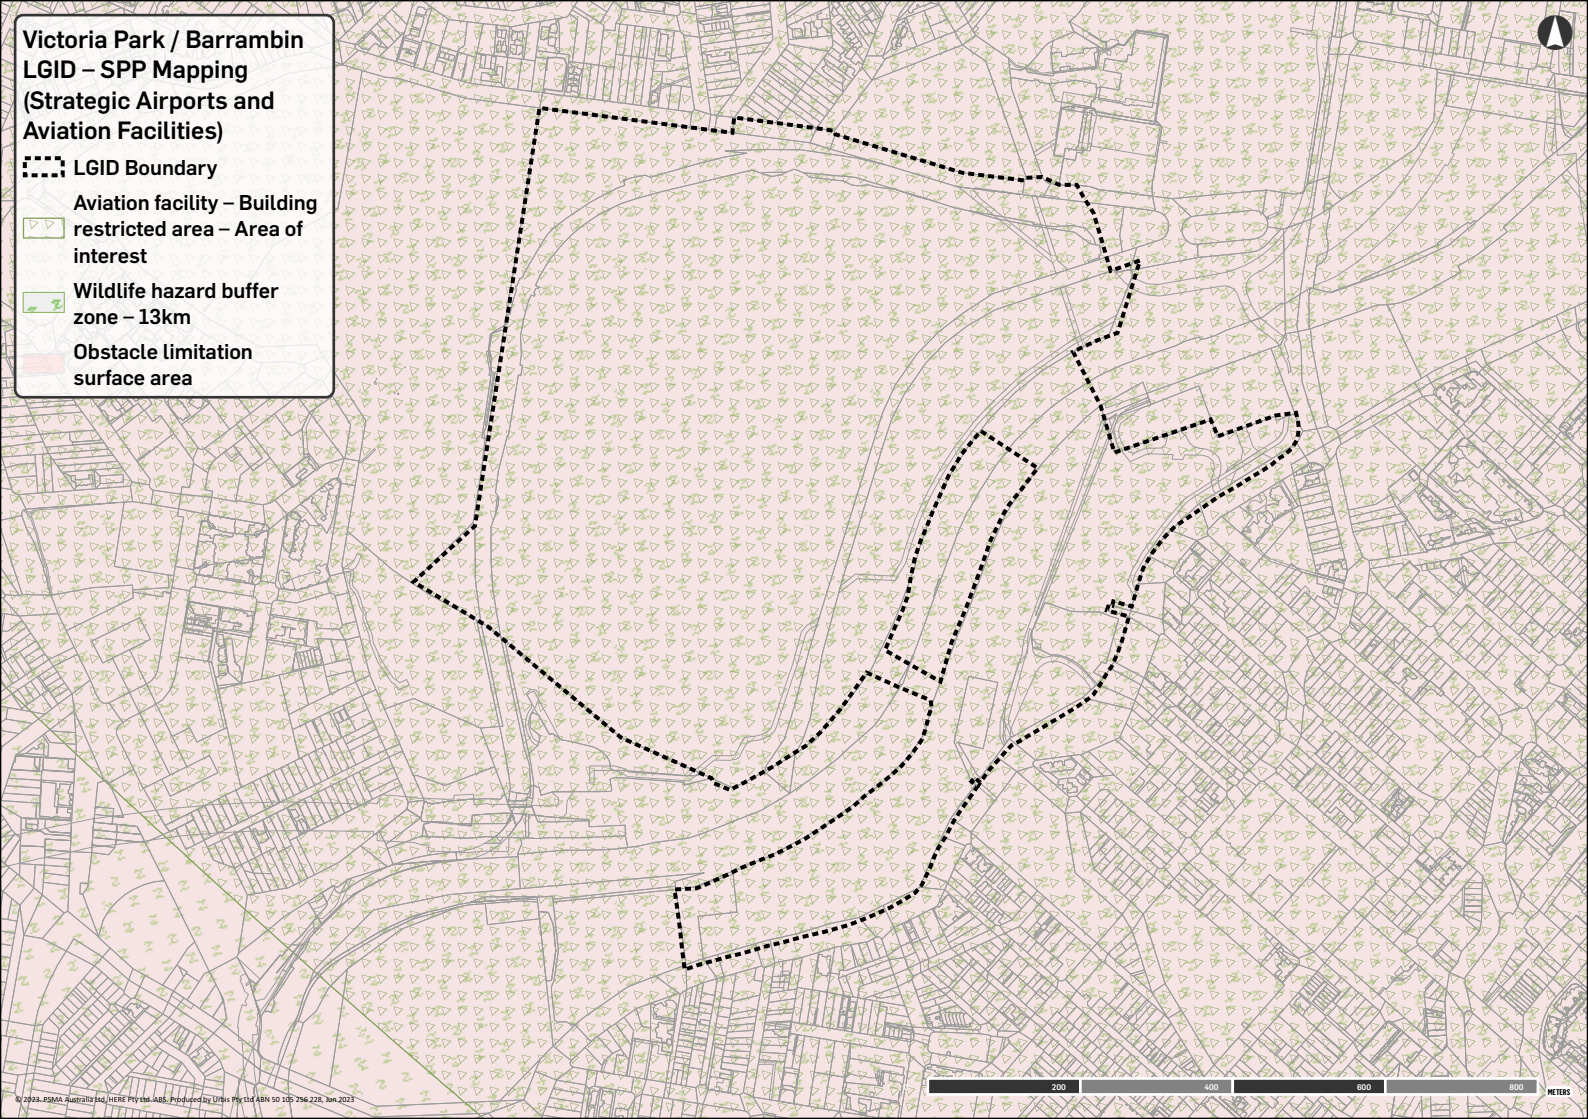 Victoria Park / Barrambin
LGID – SPP Mapping
(Strategic Airports and
Aviation Facilities)
LGID Boundary
Aviation facility – Building
restricted area – Area of
interest
Wildlife hazard buffer
zone – 13km
Obstacle limitation
surface area
200 400 600 800
METERS
© 2023. PSMA Australia Ltd, HERE Pty Ltd. ABS. Produced by Urbis Pty Ltd ABN 50 105 256 228, Jun 2023